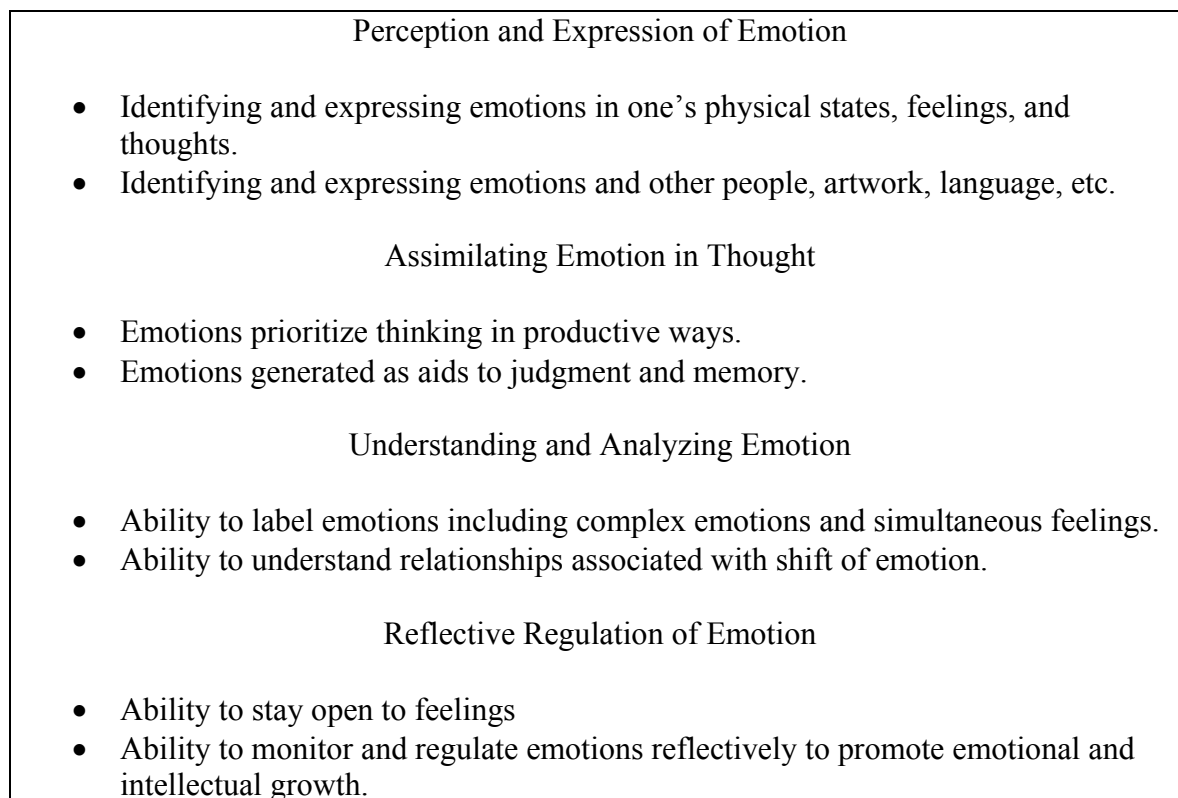 Perception and Expression of Emotion
• Identifying and expressing emotions in one’s physical states, feelings, and
thoughts.
• Identifying and expressing emotions and other people, artwork, language, etc.
Assimilating Emotion in Thought
• Emotions prioritize thinking in productive ways.
• Emotions generated as aids to judgment and memory.
Understanding and Analyzing Emotion
• Ability to label emotions including complex emotions and simultaneous feelings.
• Ability to understand relationships associated with shift of emotion.
Reflective Regulation of Emotion
• Ability to stay open to feelings
• Ability to monitor and regulate emotions reflectively to promote emotional and
intellectual growth.